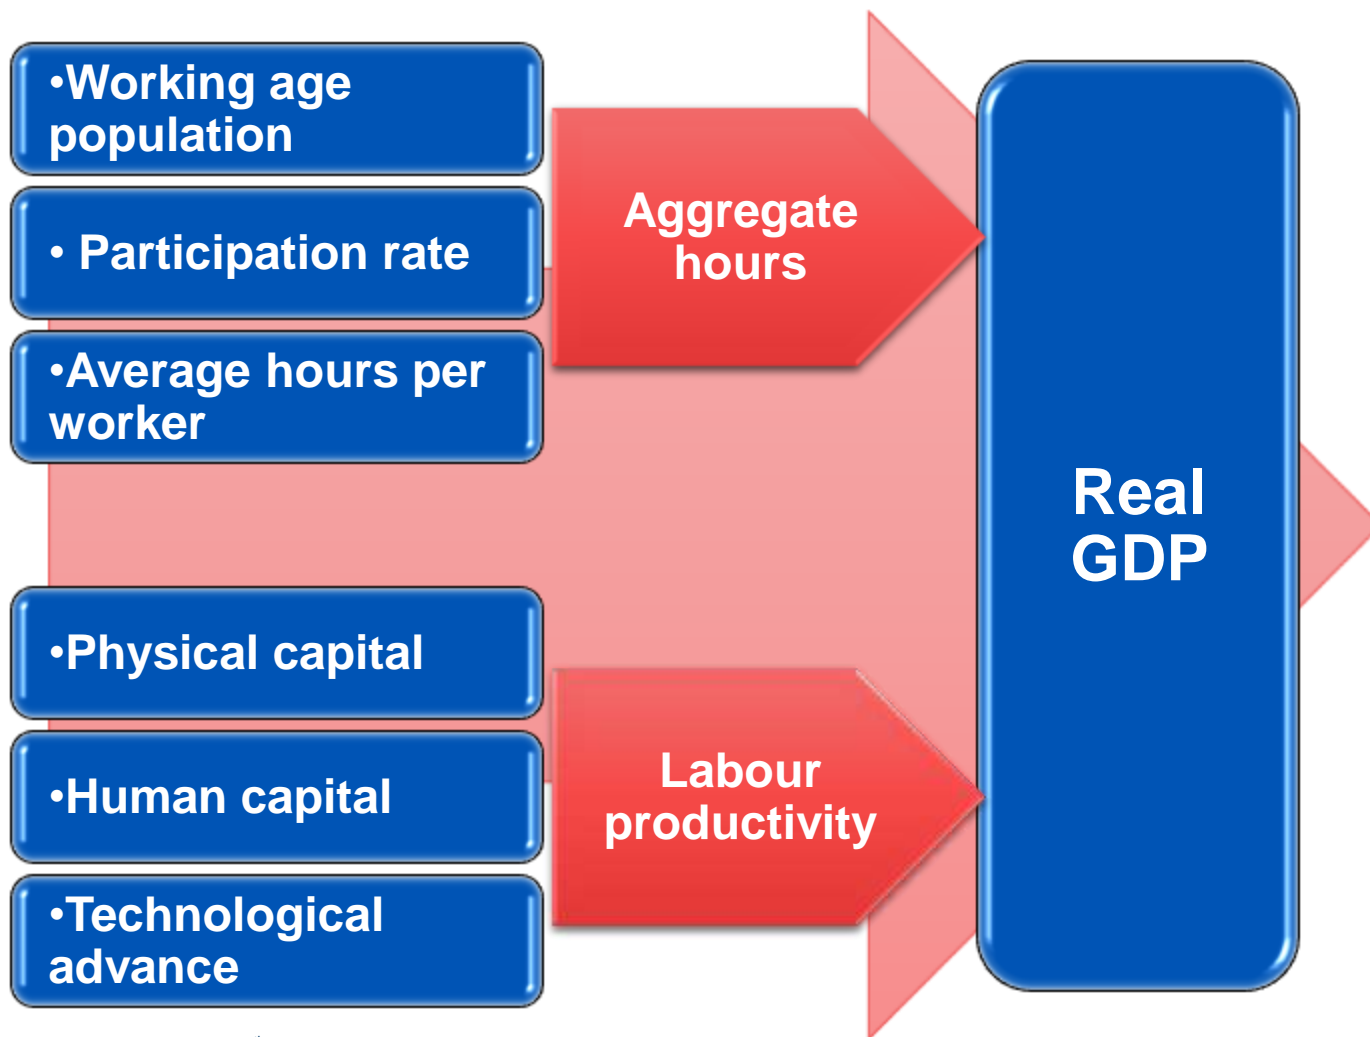 •Working age
population
• Participation rate
•Average hours per
worker
Aggregate
hours
•Physical capital
•Human capital
•Technological
advance
Labour
productivity
Real
GDP